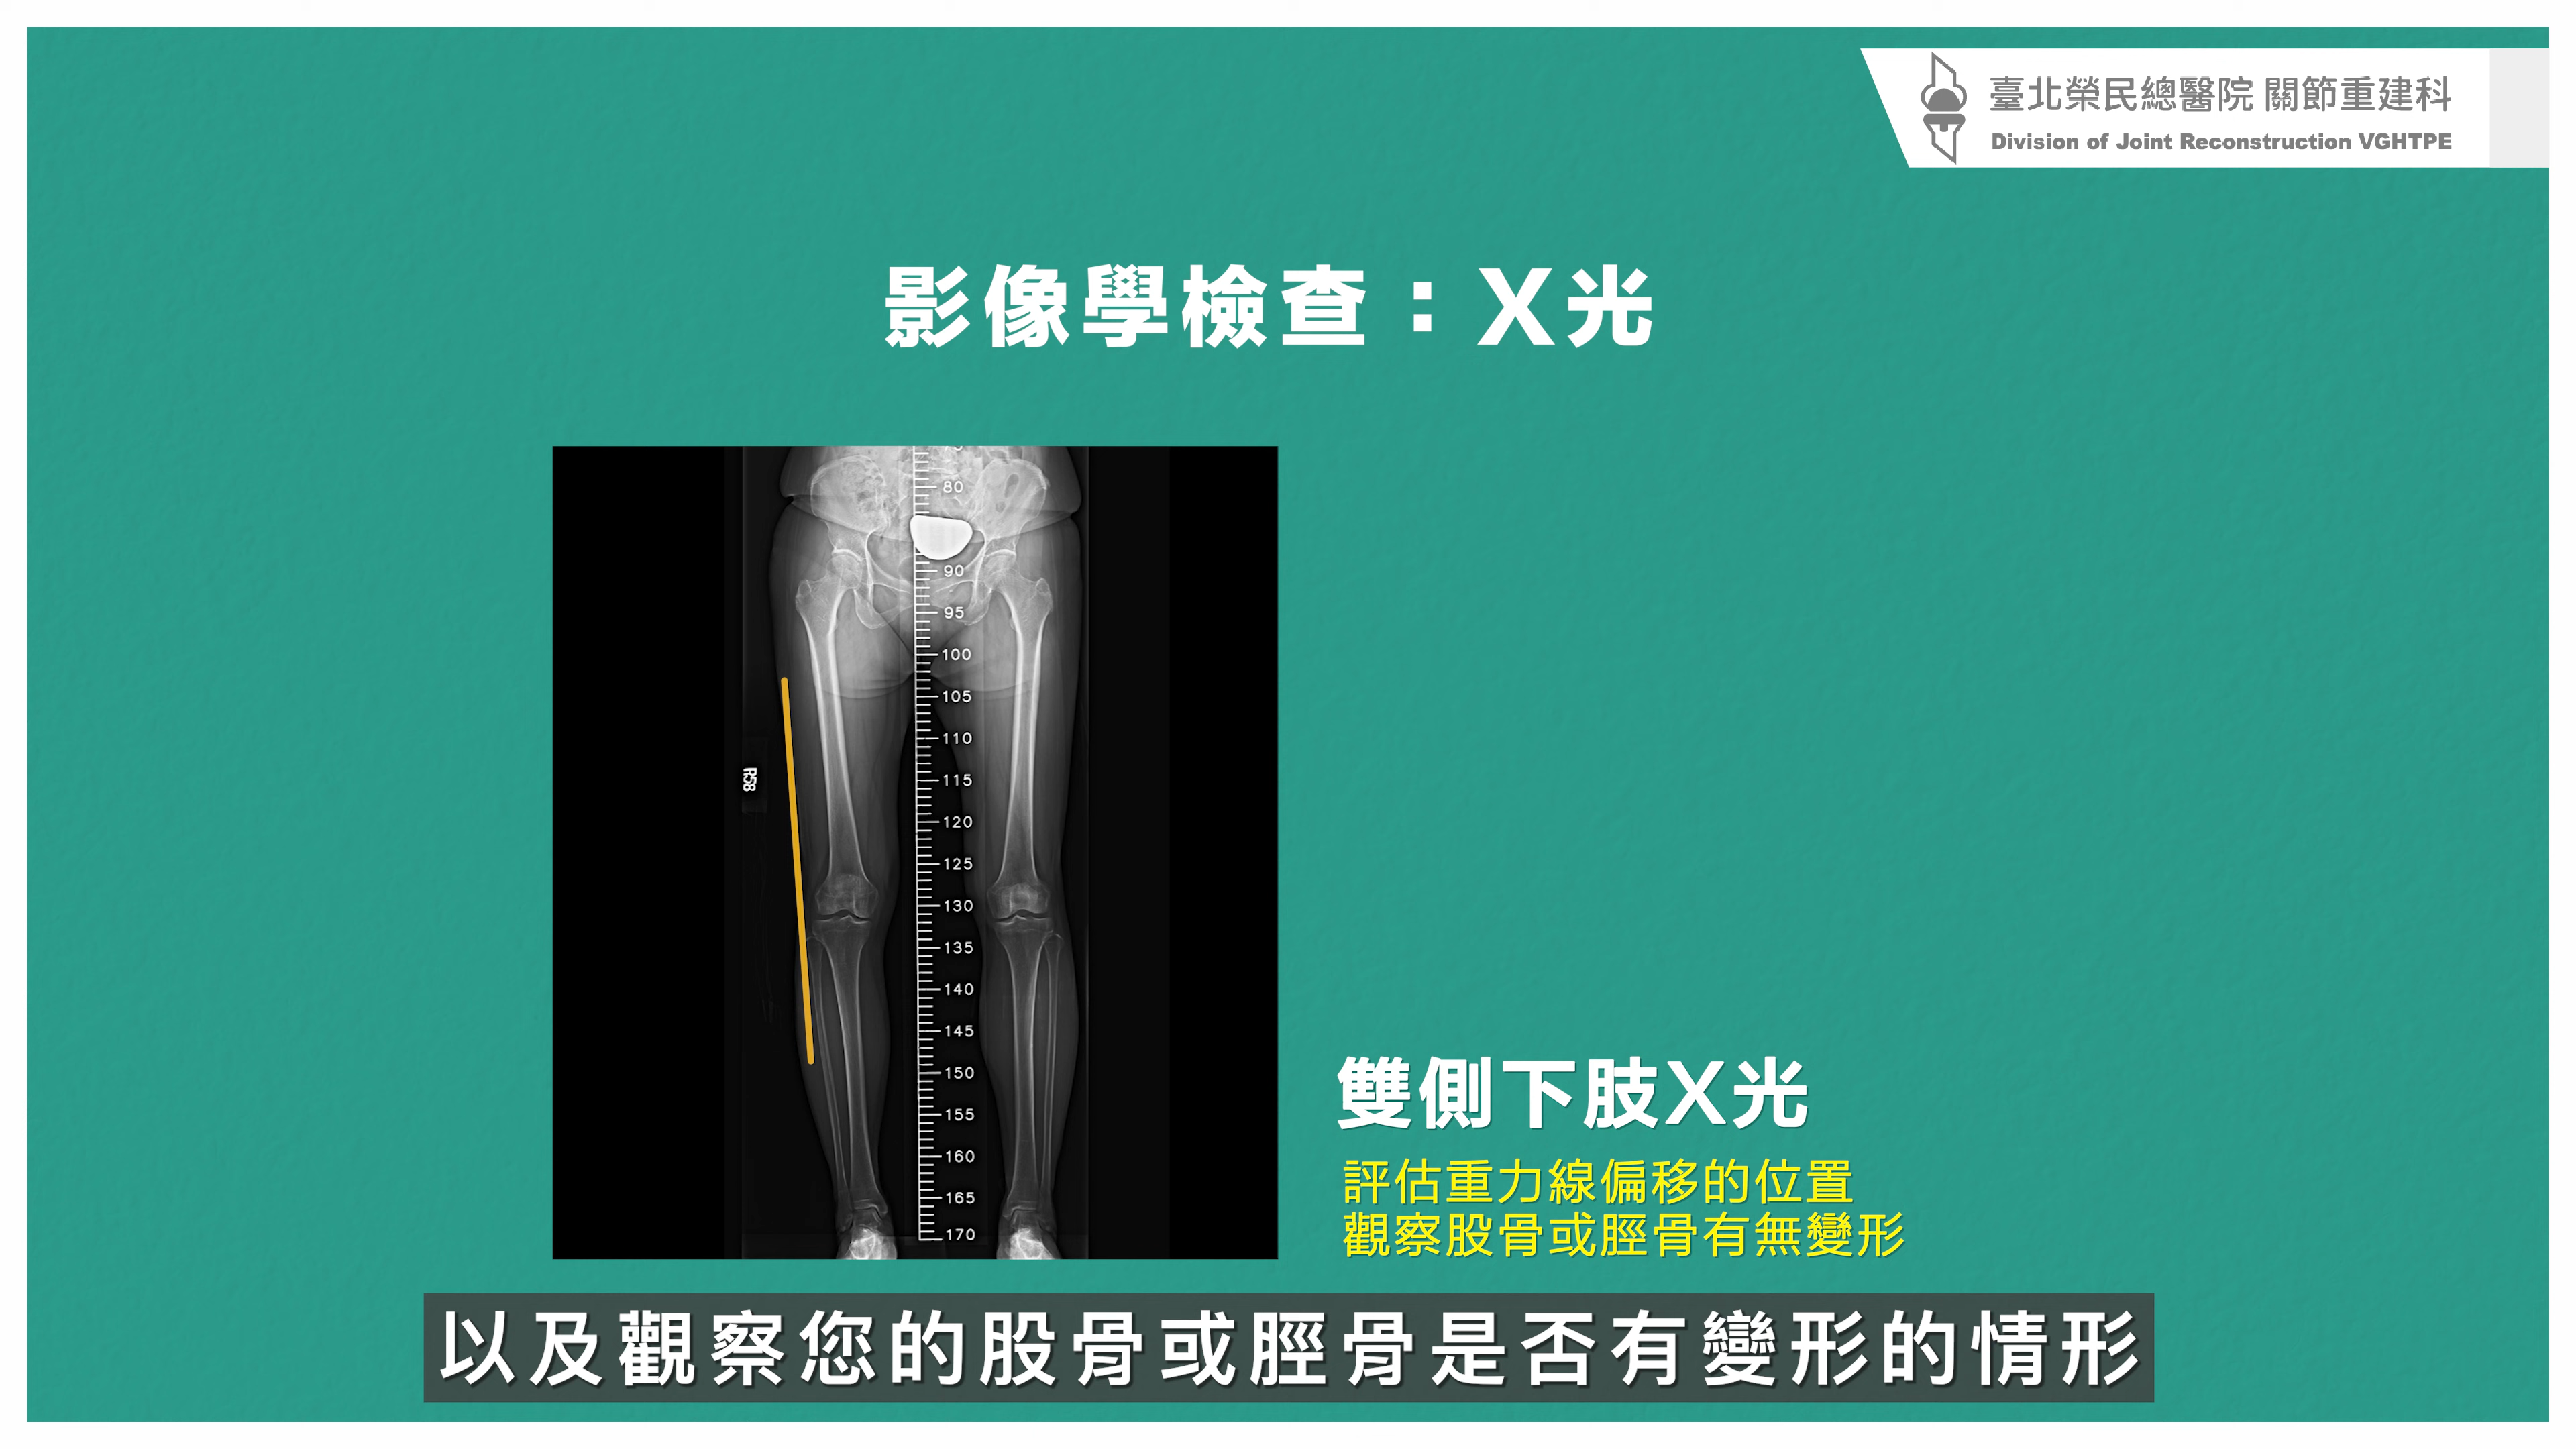 臺北榮民總醫院 關節重建科
Division of Joint Reconstruction VGHTPE
影像學檢查：X光
80
90
95
100
105
110
115
R58
120
125
130
135
140
145
150
155
160
165
170
雙側下肢X光
評估重力線偏移的位置
觀察股骨或脛骨有無變形
以及觀察您的股骨或脛骨是否有變形的情形